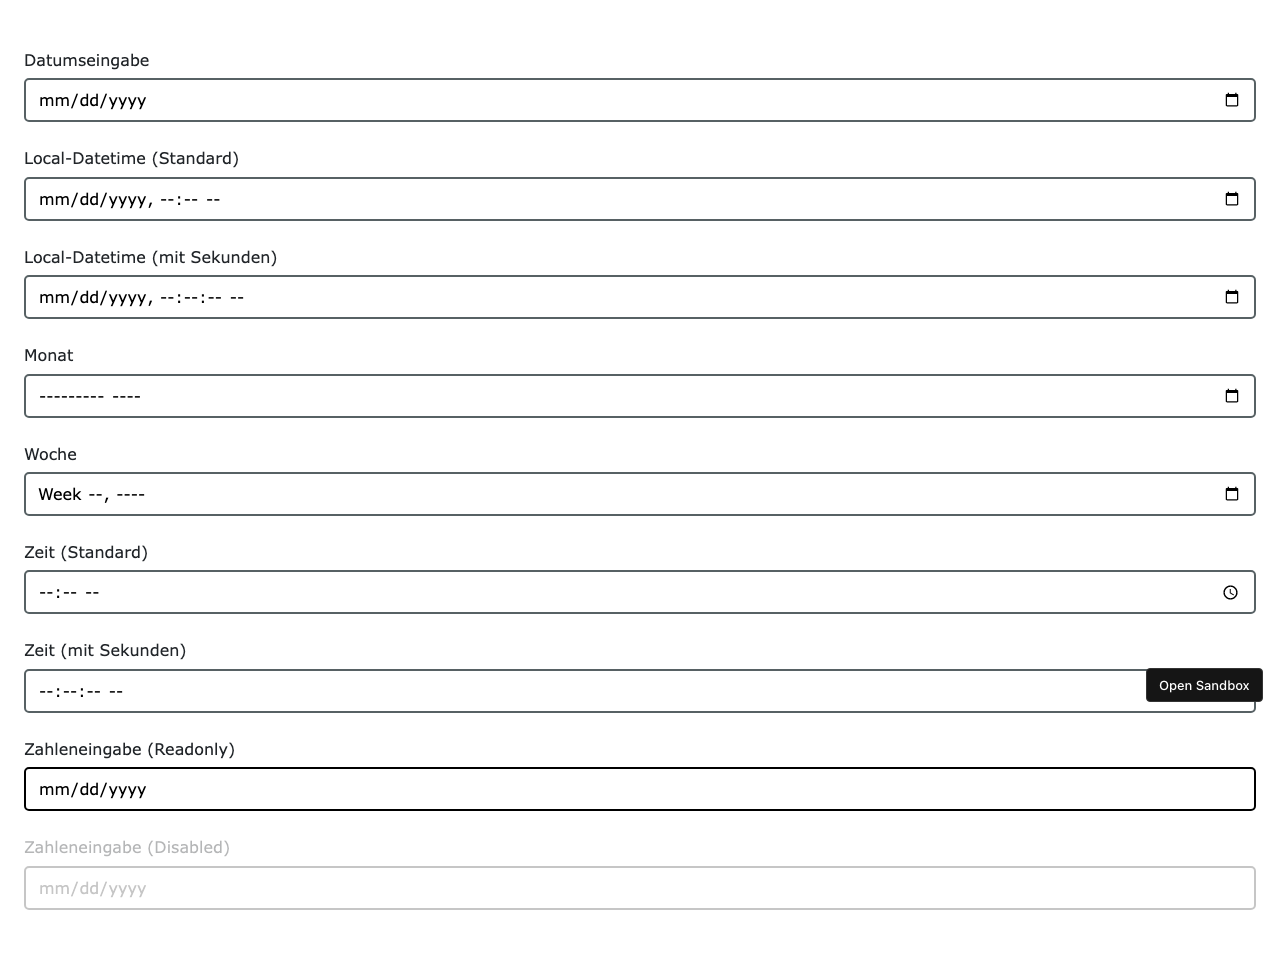 Datumseingabe
mm/dd/yyyy
Local-Datetime (Standard)
mm/dd/yyyy, --:-- --
Local-Datetime (mit Sekunden)
mm/dd/yyyy, --:--:-- --
Monat
--------- ----
Woche
Week --, ----
Zeit (Standard)
--:-- --
Zeit (mit Sekunden)
--:--:-- --
Open Sandbox
Zahleneingabe (Readonly)
mm/dd/yyyy
Zahleneingabe (Disabled)
mm/dd/yyyy